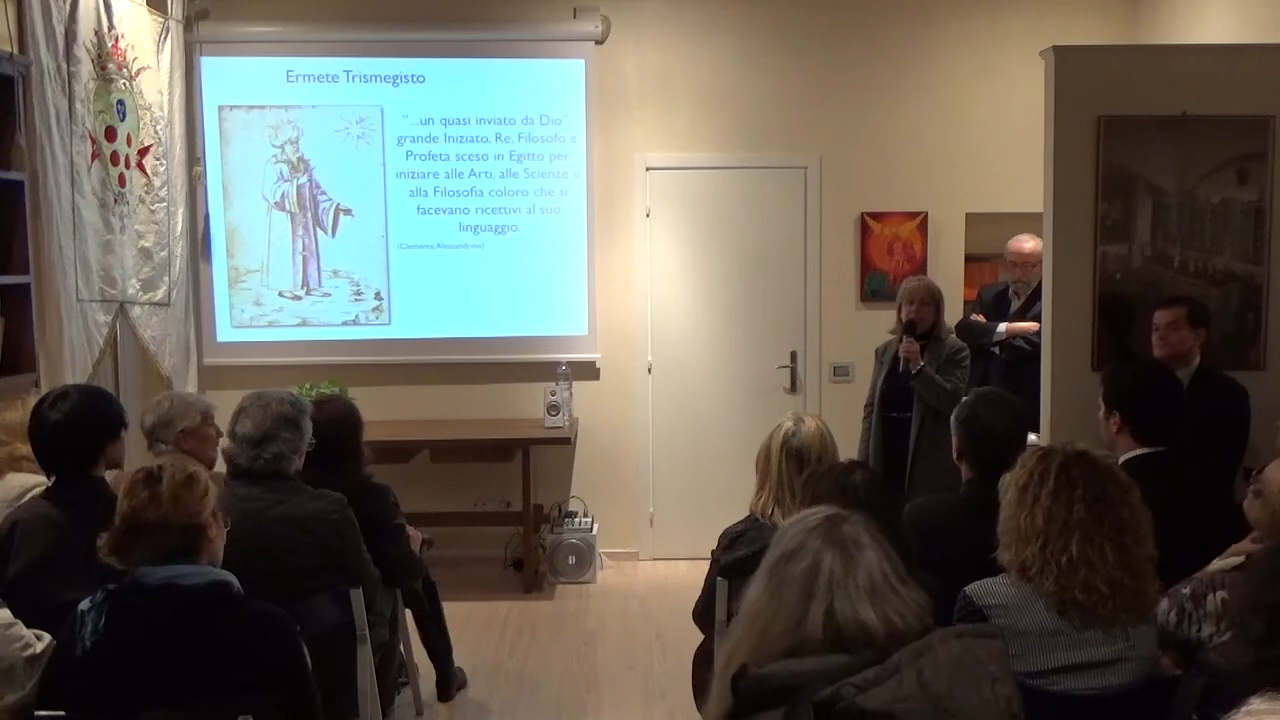 Ermete Trismegisto
"...un quasi inviato da Dio",
grande Iniziato, Re, Filosofo e
Profeta sceso in Egitto per
iniziare alle Arti, alle Scienze e
alla Filosofia coloro che si
facevano ricettivi al suo
linguaggio.
(Clemente Alessandrino)